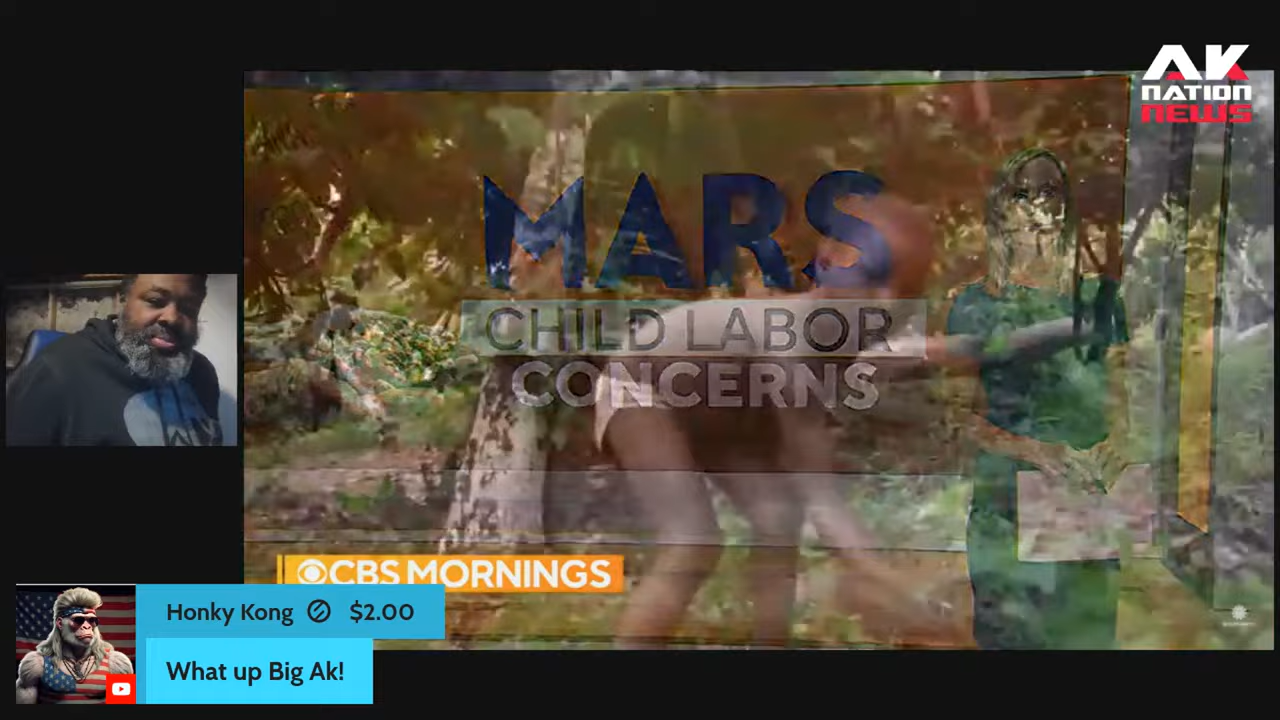 AK
NATION
NEWS
MARS
CHILD LABOR
CONCERNS
CBS MORNINGS
Honky Kong $2.00
What up Big Ak!